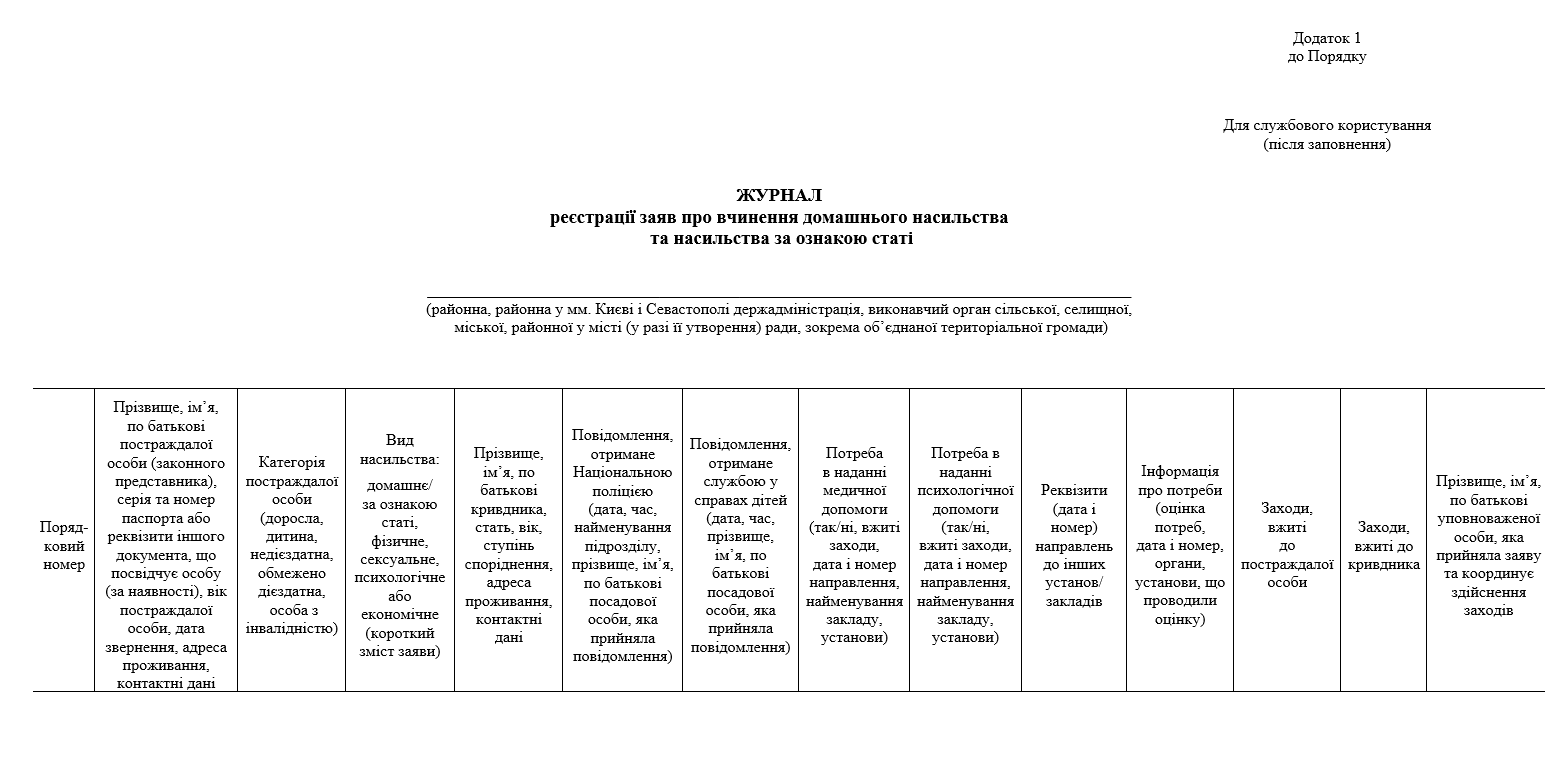 Додаток 1
до Порядку
Для службового користування
(після заповнення)
ЖУРНАЛ
реєстрації заяв про вчинення домашнього насильства
та насильства за ознакою статі
(районна, районна у мм. Києві і Севастополі держадміністрація, виконавчий орган сільської, селищної,
міської, районної у місті (у разі її утворення) ради, зокрема об’єднаної територіальної громади)
Поряд-
ковий
номер
Прізвище, ім’я,
по батькові
постраждалої
особи (законного
представника),
серія та номер
паспорта або
реквізити іншого
документа, що
посвідчує особу
(за наявності), вік
постраждалої
особи, дата
звернення, адреса
проживання,
контактні дані
Категорія
постраждалої
особи
(доросла,
дитина,
недієздатна,
обмежено
дієздатна,
особа з
інвалідністю)
Вид
насильства:
домашнє/
за ознакою
статі,
фізичне,
сексуальне,
психологічне
або
економічне
(короткий
зміст заяви)
Прізвище,
ім’я, по
батькові
кривдника,
стать, вік,
ступінь
споріднення,
адреса
проживання,
контактні
дані
Повідомлення,
отримане
Національною
поліцією
(дата, час,
найменування
підрозділу,
прізвище, ім’я,
по батькові
посадової
особи, яка
прийняла
повідомлення)
Повідомлення,
отримане
службою у
справах дітей
(дата, час,
прізвище,
ім’я, по
батькові
посадової
особи, яка
прийняла
повідомлення)
Потреба
в наданні
медичної
допомоги
(так/ні, вжиті
заходи,
дата і номер
направлення,
найменування
закладу,
установи)
Потреба в
наданні
психологічної
допомоги
(так/ні,
вжиті заходи,
дата і номер
направлення,
найменування
закладу,
установи)
Реквізити
(дата і
номер)
направлень
до інших
установ/
закладів
Інформація
про потреби
(оцінка
потреб,
дата і номер,
органи,
установи, що
проводили
оцінку)
Заходи,
вжиті
до
постраждалої
особи
Заходи,
вжиті до
кривдника
Прізвище, ім’я,
по батькові
уповноваженої
особи, яка
прийняла заяву
та координує
здійснення
заходів